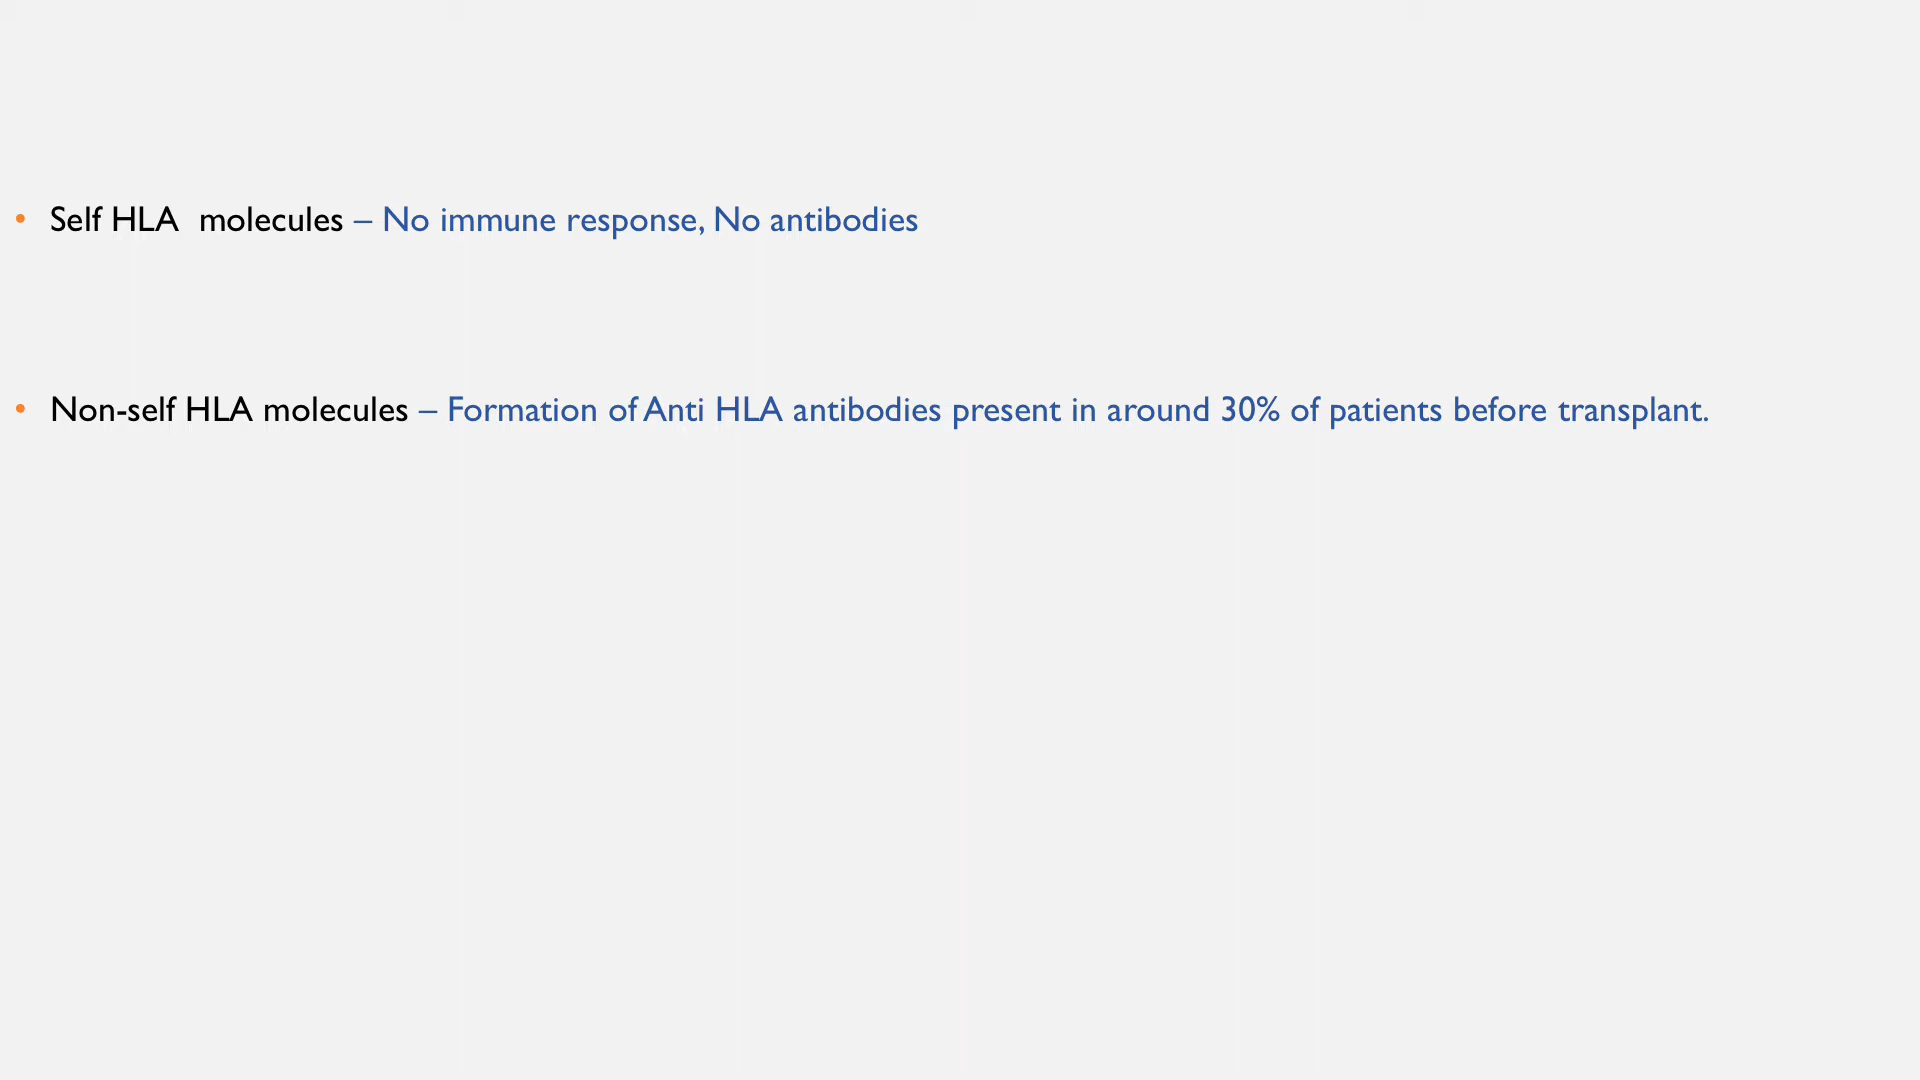 • Self HLA  molecules – No immune response, No antibodies
• Non-self HLA molecules – Formation of Anti HLA antibodies present in around 30% of patients before transplant.